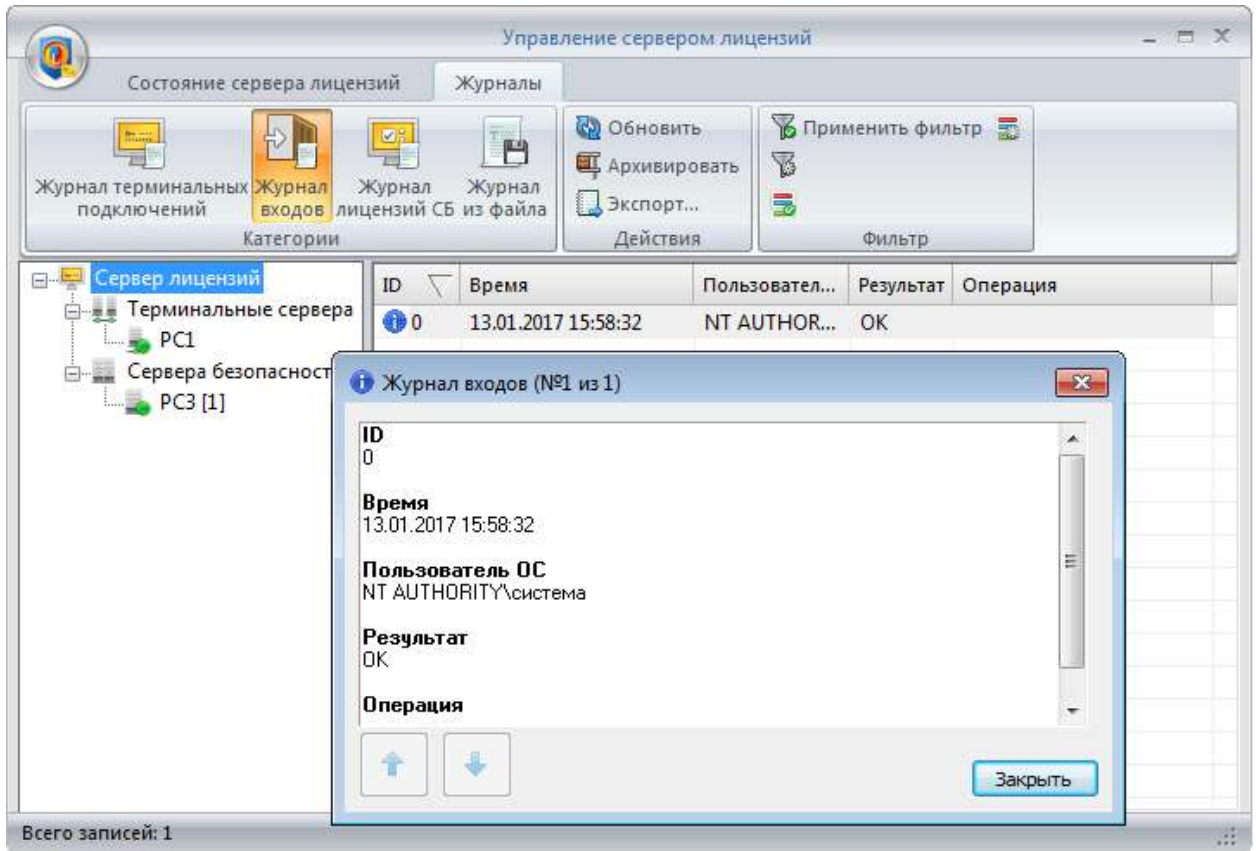 Управление сервером лицензий
Состояние сервера лицензий Журналы
Журнал терминальных подключений
Журнал входов
Журнал лицензий СБ
Журнал из файла
Категории
Обновить
Архивировать
Экспорт...
Действия
Применить фильтр
Фильтр
Сервер лицензий
Терминальные сервера
PC1
Сервера безопасност
PC3 [1]
ID Время Пользовател... Результат Операция
0 13.01.2017 15:58:32 NT AUTHOR... OK
Журнал входов (№1 из 1)
ID
0
Время
13.01.2017 15:58:32
Пользователь ОС
NT AUTHORITY\система
Результат
OK
Операция
Закрыть
Всего записей: 1